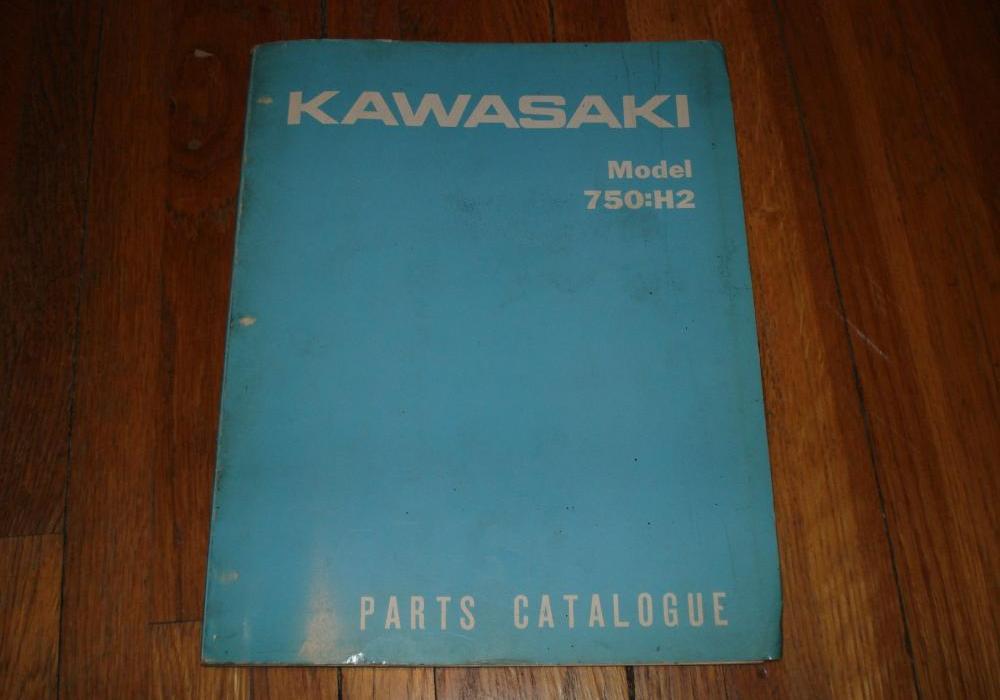 KAWASAKI
Model
750:H2
PARTS CATALOGUE